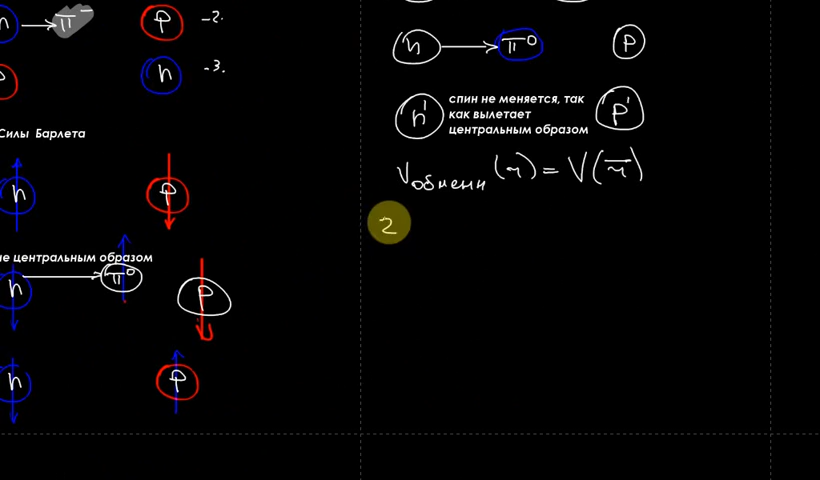 n → π⁻ p -2.
p n -3.
Силы Барлета
n p
не центральным образом
n → π⁰ p
n p
n → π⁰ p
n' спин не меняется, так p'
как вылетает
центральным образом
Vобменн (r) = V(r̅)
2